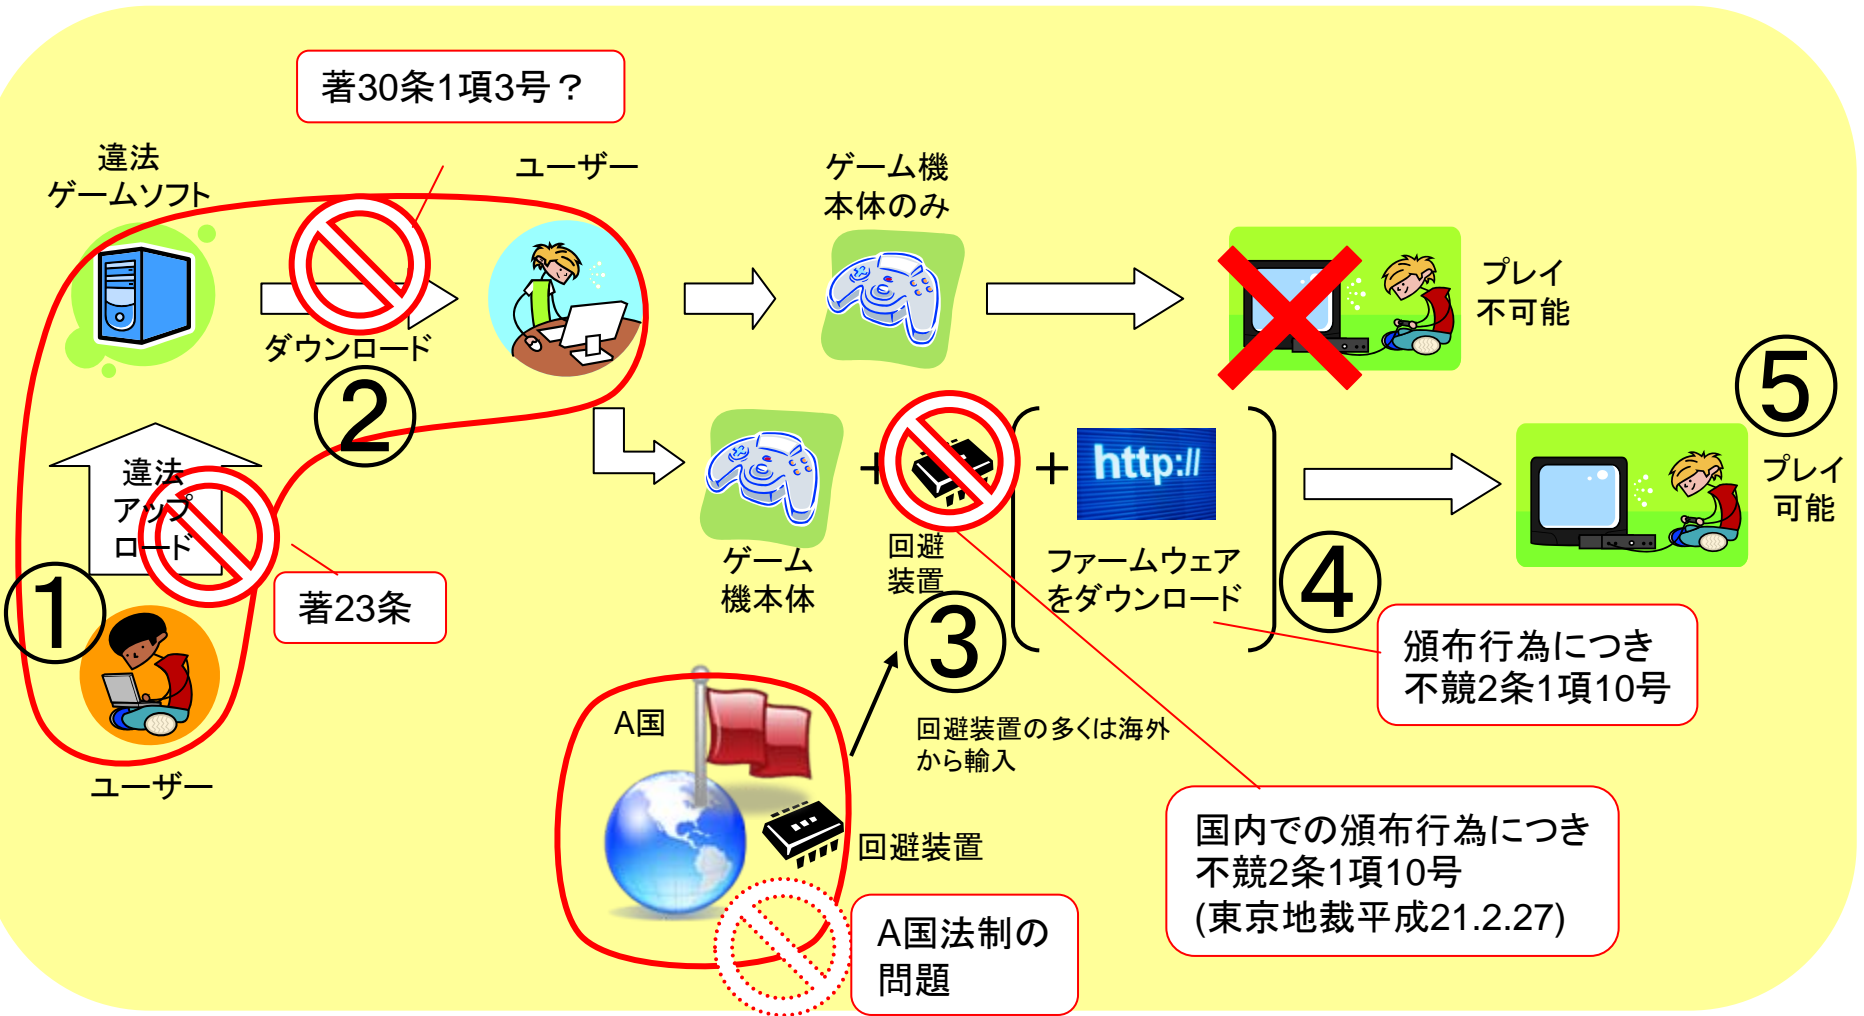 著30条1項3号？
違法
ゲームソフト
ユーザー
ゲーム機
本体のみ
プレイ
不可能
ダウンロード
②
⑤
違法
アップ
ロード
http://
プレイ
可能
ゲーム
機本体
+
回避
装置
+
ファームウェア
をダウンロード
④
①
著23条
③
頒布行為につき
不競2条1項10号
ユーザー
A国
回避装置の多くは海外
から輸入
回避装置
国内での頒布行為につき
不競2条1項10号
(東京地裁平成21.2.27)
A国法制の
問題